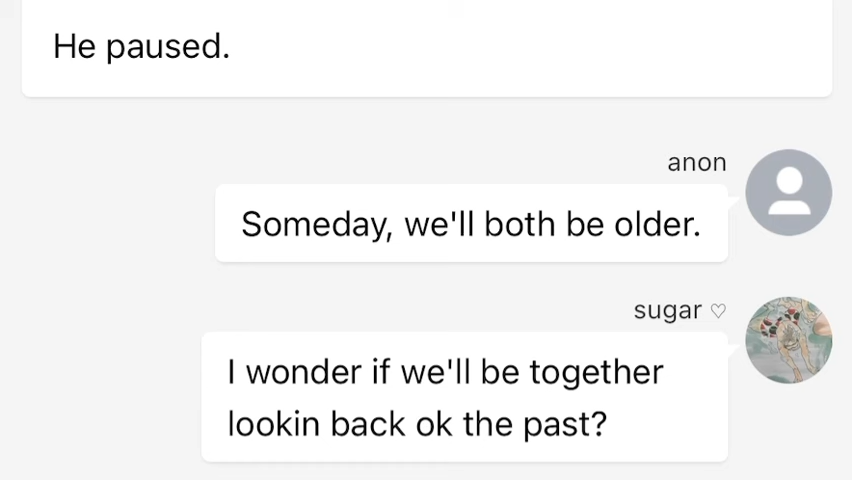 He paused.
anon
Someday, we'll both be older.
sugar ♡
I wonder if we'll be together
lookin back ok the past?